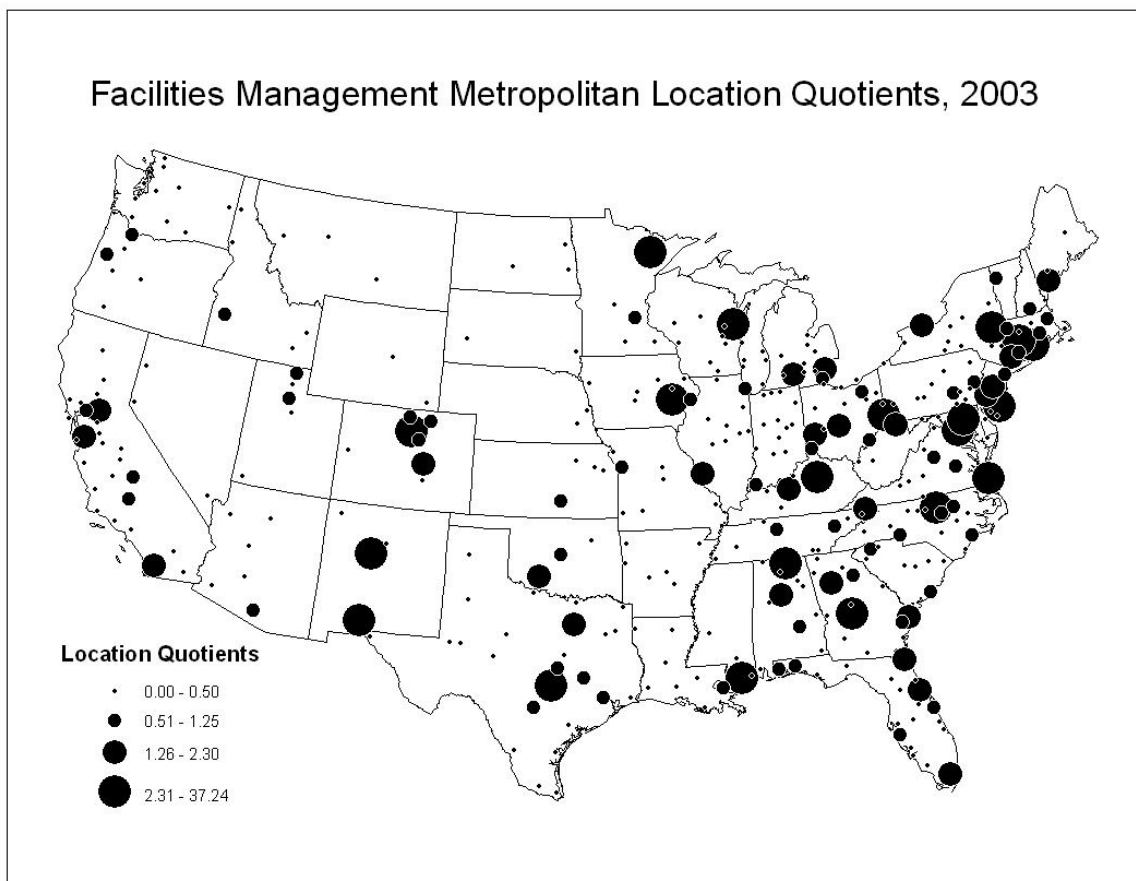 Facilities Management Metropolitan Location Quotients, 2003
Location Quotients
0.00 - 0.50
0.51 - 1.25
1.26 - 2.30
2.31 - 37.24